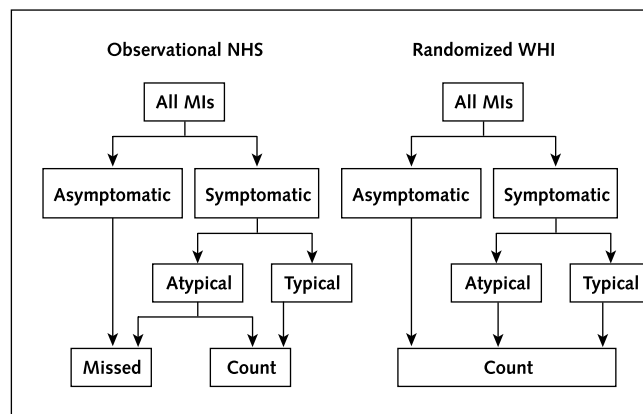 Observational NHS
All MIs
Asymptomatic
Symptomatic
Atypical
Typical
Missed
Count
Randomized WHI
All MIs
Asymptomatic
Symptomatic
Atypical
Typical
Count